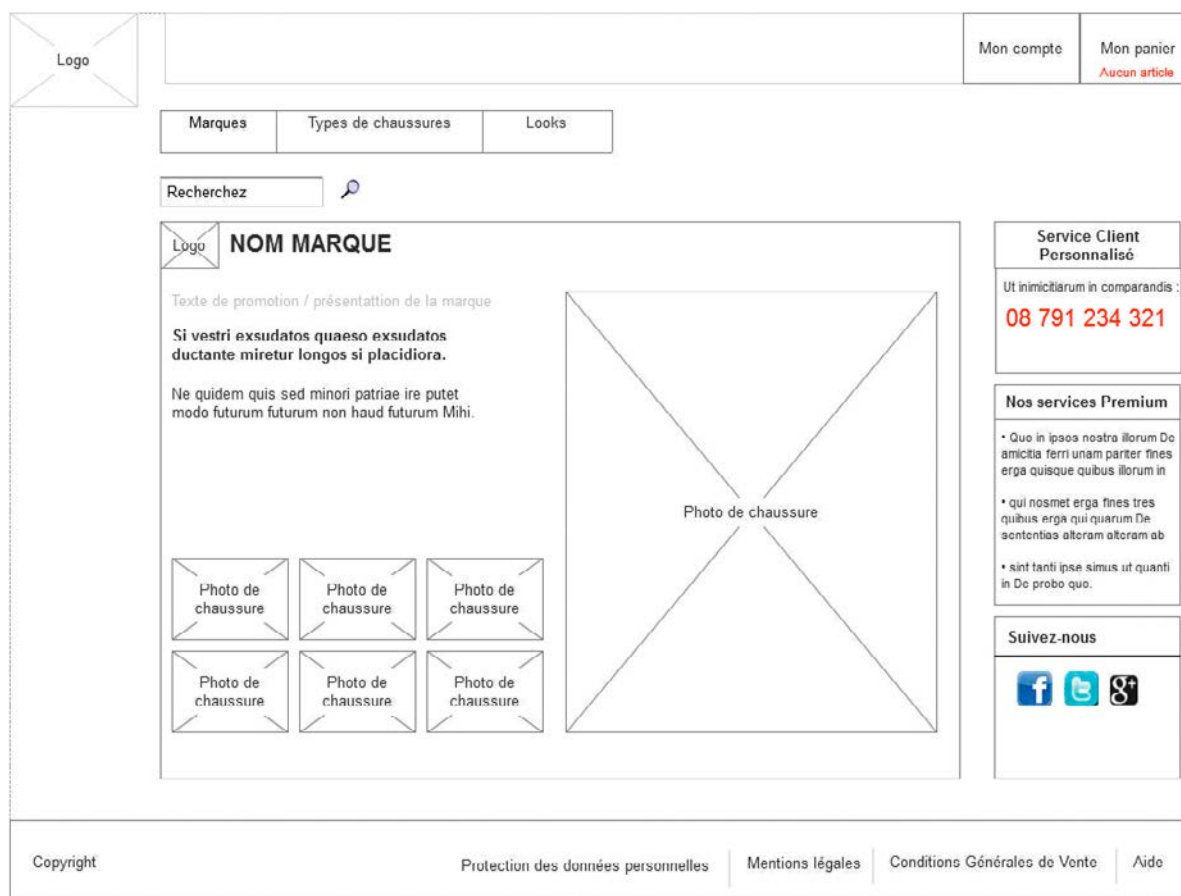 Logo
Mon compte
Mon panier
Aucun article
Marques
Types de chaussures
Looks
Recherchez
Logo
NOM MARQUE
Texte de promotion / présentattion de la marque
Si vestri exsudatos quaeso exsudatos
ductante miretur longos si placidiora.
Ne quidem quis sed minori patriae ire putet
modo futurum futurum non haud futurum Mihi.
Photo de chaussure
Photo de
chaussure
Photo de
chaussure
Photo de
chaussure
Photo de
chaussure
Photo de
chaussure
Photo de
chaussure
Service Client
Personnalisé
Ut inimicitiarum in comparandis :
08 791 234 321
Nos services Premium
• Quo in ipsos nostra illorum De
amicitia ferri unam pariter fines
erga quisque quibus illorum in
• qui nosmet erga fines tres
quibus erga qui quarum De
sententias alteram alteram ab
• sint tanti ipse simus ut quanti
in De probo quo.
Suivez-nous
f
t
g+
Copyright
Protection des données personnelles
Mentions légales
Conditions Générales de Vente
Aide